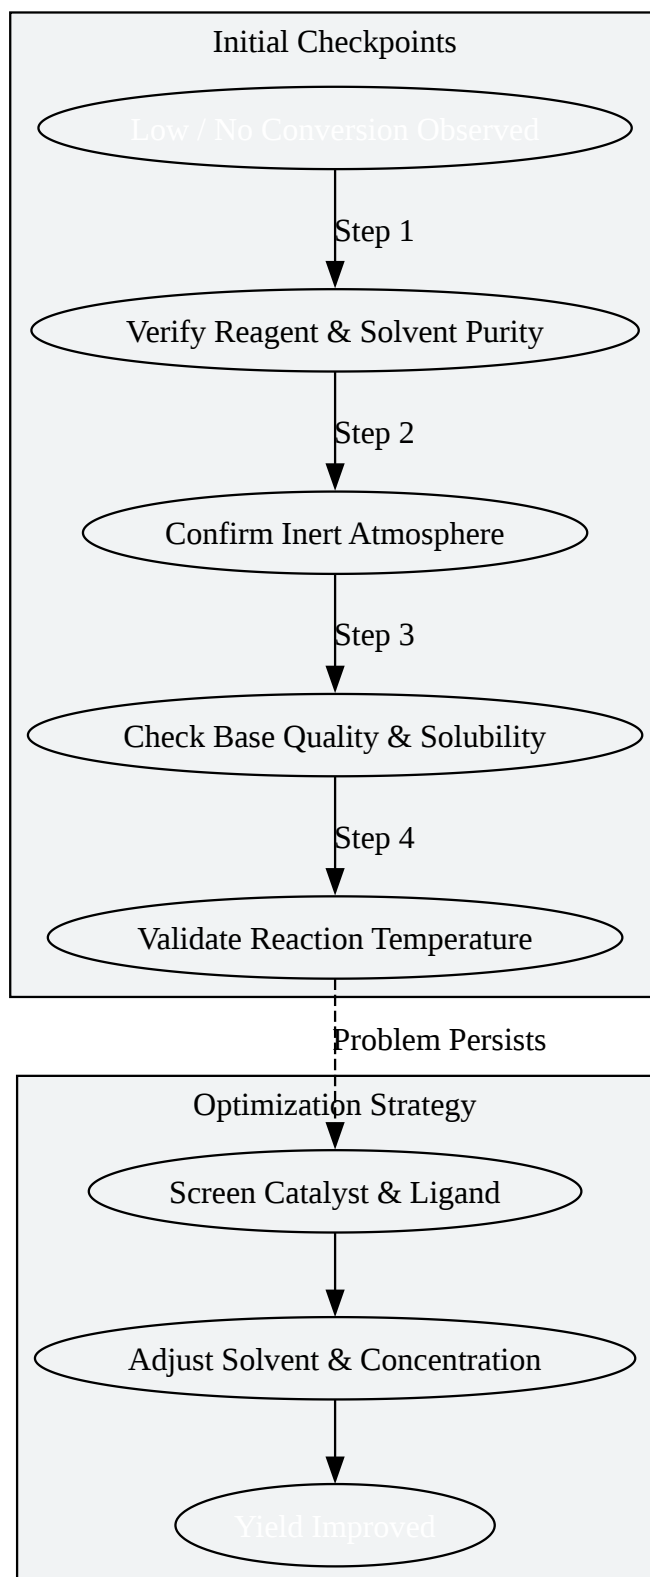 Initial Checkpoints
Low / No Conversion Observed
Step 1
Verify Reagent & Solvent Purity
Step 2
Confirm Inert Atmosphere
Step 3
Check Base Quality & Solubility
Step 4
Validate Reaction Temperature
Problem Persists
Optimization Strategy
Screen Catalyst & Ligand
Adjust Solvent & Concentration
Yield Improved